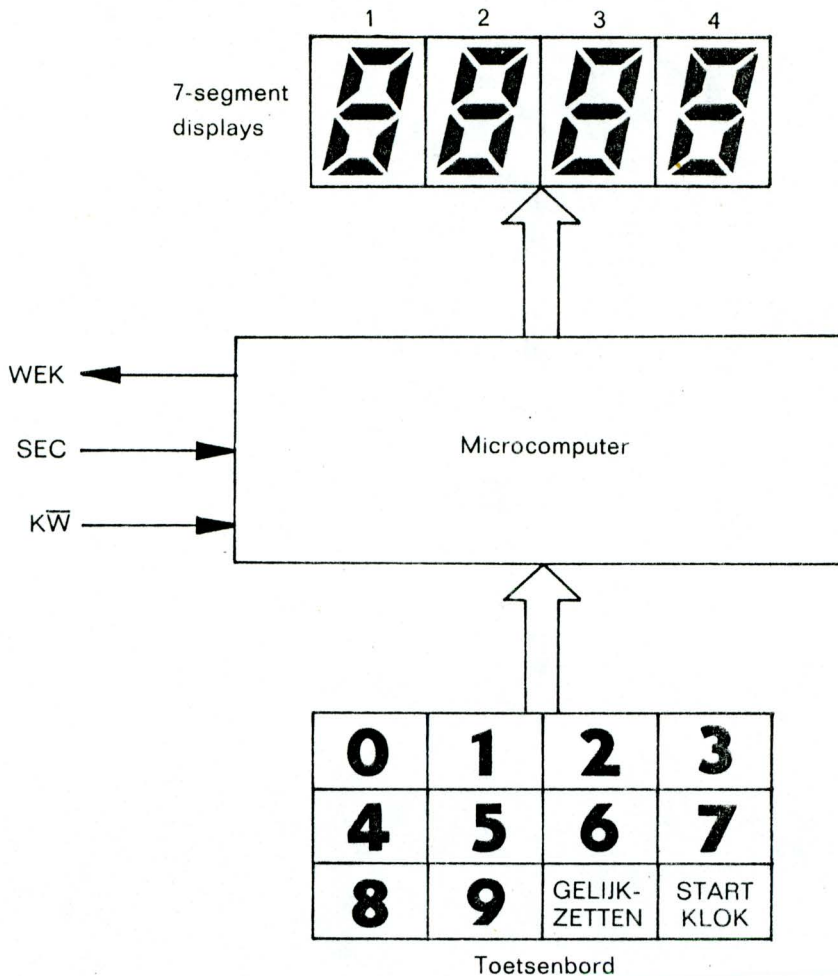 1 2 3 4
7-segment
displays
WEK
SEC
KW̅
Microcomputer
0 1 2 3
4 5 6 7
8 9 GELIJK-
ZETTEN START
KLOK
Toetsenbord